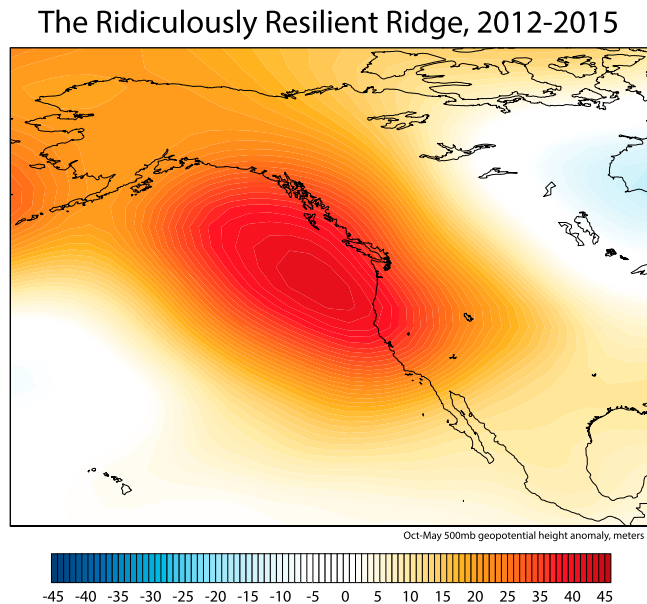 The Ridiculously Resilient Ridge, 2012-2015
Oct-May 500mb geopotential height anomaly, meters
-45 -40 -35 -30 -25 -20 -15 -10 -5 0 5 10 15 20 25 30 35 40 45